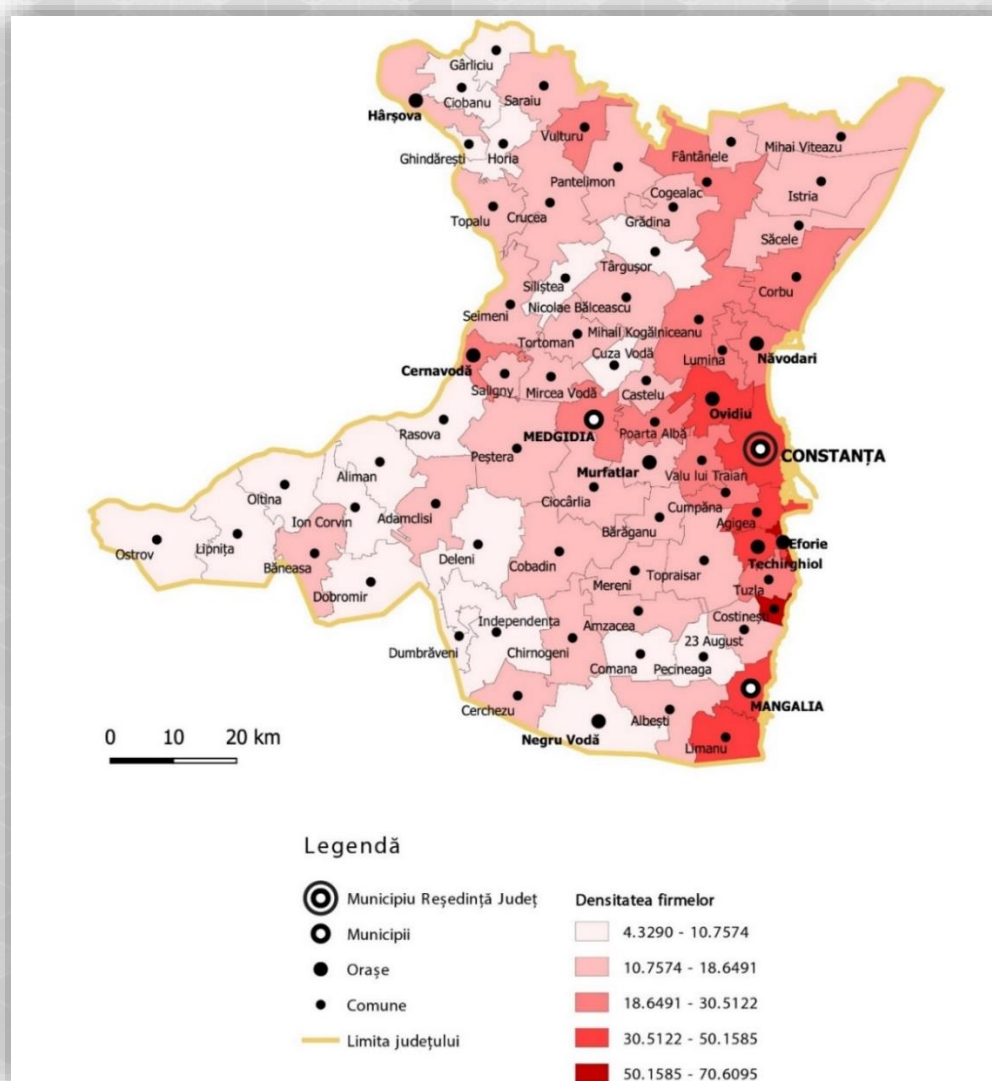 Gârliciu
Ciobanu
Saraiu
Hârșova
Vulturu
Ghindărești
Horia
Fântânele
Mihai Viteazu
Pantelimon
Cogealac
Istria
Topalu
Crucea
Grădina
Săcele
Târgușor
Siliștea
Corbu
Seimeni
Nicolae Bălceascu
Tortoman
Mihail Kogălniceanu
Cuza Vodă
Lumina
Năvodari
Cernavodă
Saligny
Mircea Vodă
Castelu
Ovidiu
Rasova
MEDGIDIA
Poarta Albă
CONSTANȚA
Peștera
Murfatlar
Valu lui Traian
Aliman
Oltina
Ciocârlia
Cumpăna
Ion Corvin
Adamclisi
Bărăganu
Agigea
Ostrov
Lipnița
Băneasa
Deleni
Cobadin
Eforie
Techirghiol
Dobromir
Mereni
Topraisar
Tuzla
Costinești
Independența
Amzacea
23 August
Dumbrăveni
Chirnogeni
Comana
Pecineaga
Cerchezu
Negru Vodă
Albești
MANGALIA
Limanu
0 10 20 km
Legendă
Municipiu Reședință Județ
Municipii
Orașe
Comune
Limita județului
Densitatea firmelor
4.3290 - 10.7574
10.7574 - 18.6491
18.6491 - 30.5122
30.5122 - 50.1585
50.1585 - 70.6095